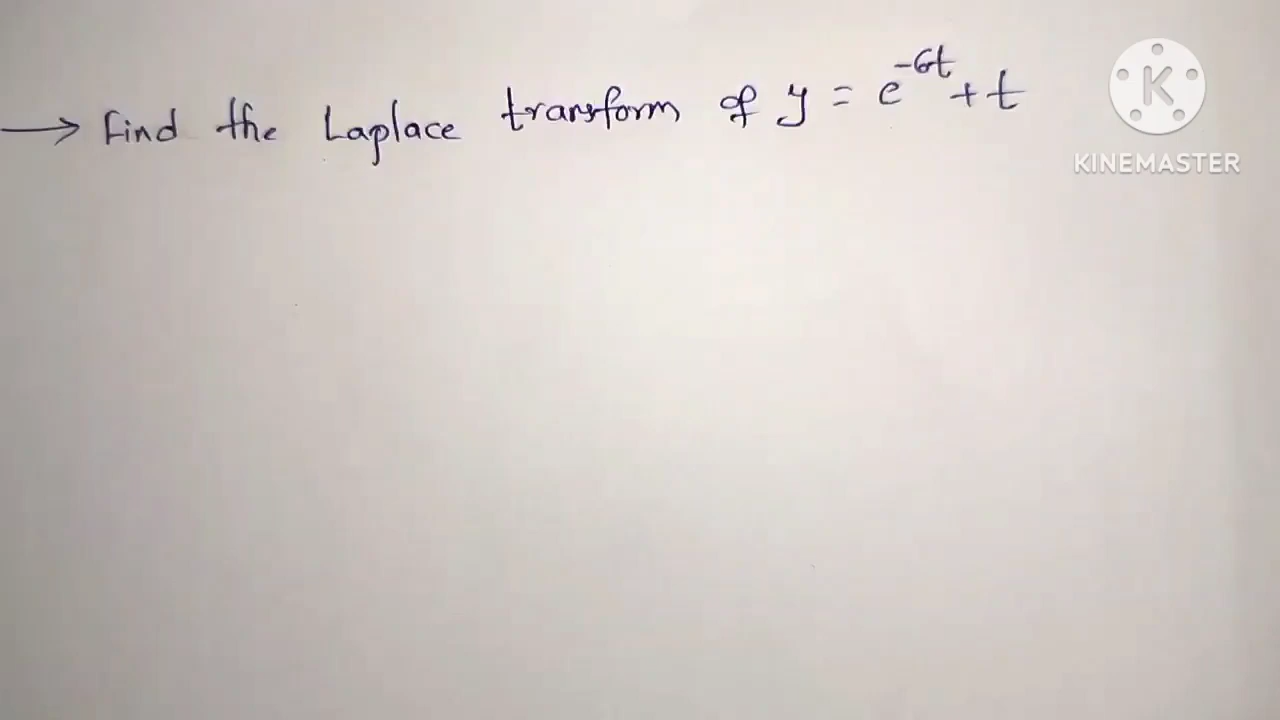 → Find the Laplace transform of y = e^{-6t} + t
K
KINEMASTER